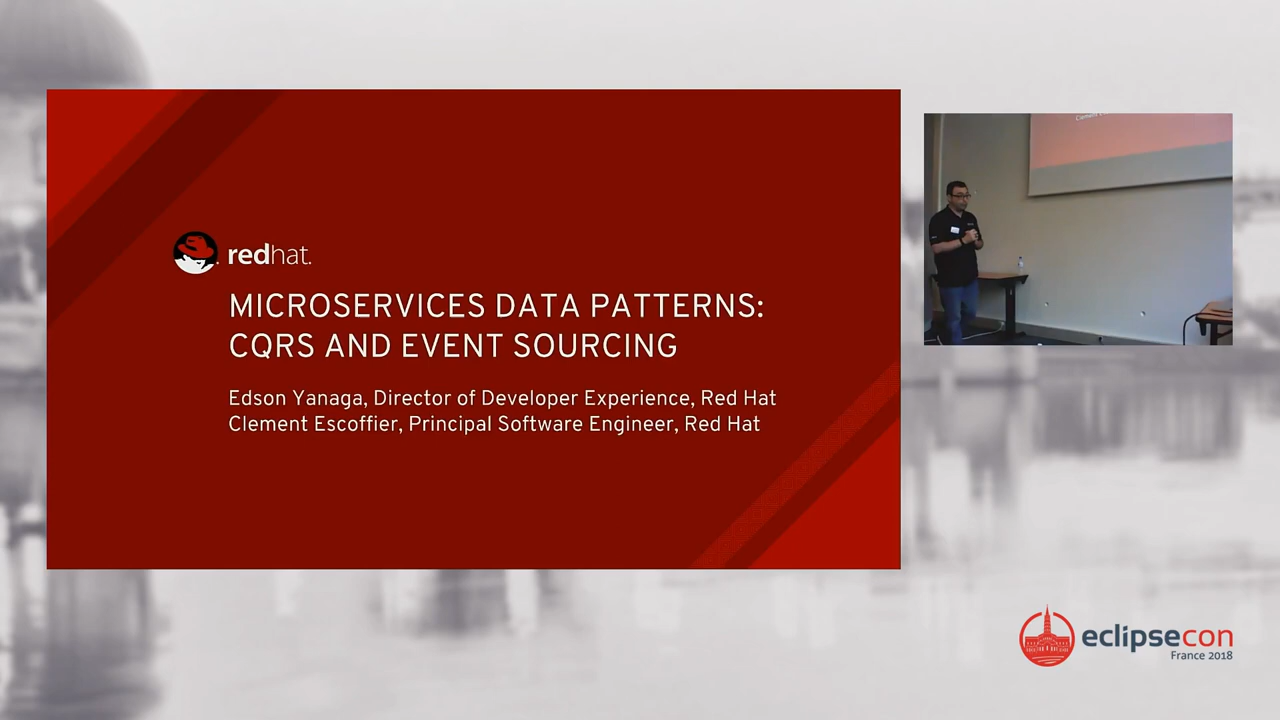 redhat.
MICROSERVICES DATA PATTERNS:
CQRS AND EVENT SOURCING
Edson Yanaga, Director of Developer Experience, Red Hat
Clement Escoffier, Principal Software Engineer, Red Hat
eclipsecon
France 2018